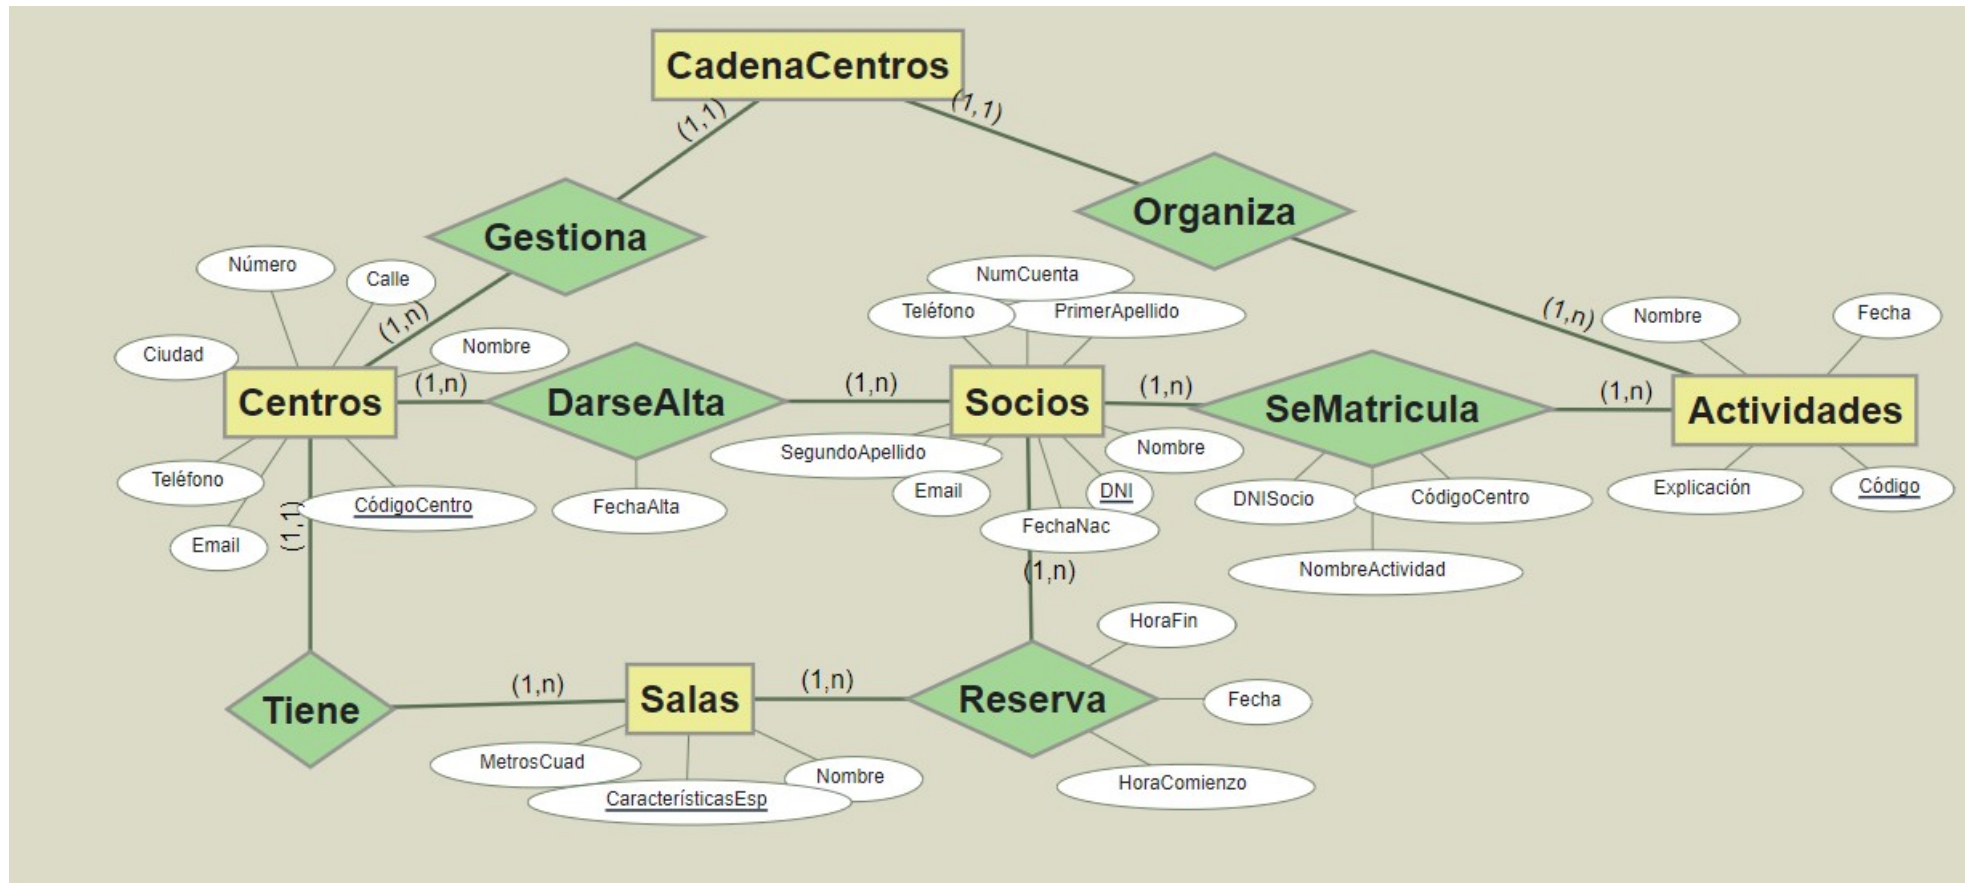 CadenaCentros
(1,1)
(1,1)
Organiza
Gestiona
Número
Calle
NumCuenta
Teléfono
PrimerApellido
(1,n)
(1,n)
Nombre
Fecha
Ciudad
Nombre
Centros
(1,n)
DarseAlta
(1,n)
Socios
(1,n)
SeMatricula
(1,n)
Actividades
SegundoApellido
Nombre
Teléfono
Email
DNI
Explicación
Código
CódigoCentro
FechaAlta
FechaNac
DNISocio
CódigoCentro
(1,1)
Email
(1,n)
NombreActividad
HoraFin
(1,n)
(1,n)
Tiene
Salas
Reserva
Fecha
MetrosCuad
Nombre
CaracterísticasEsp
HoraComienzo